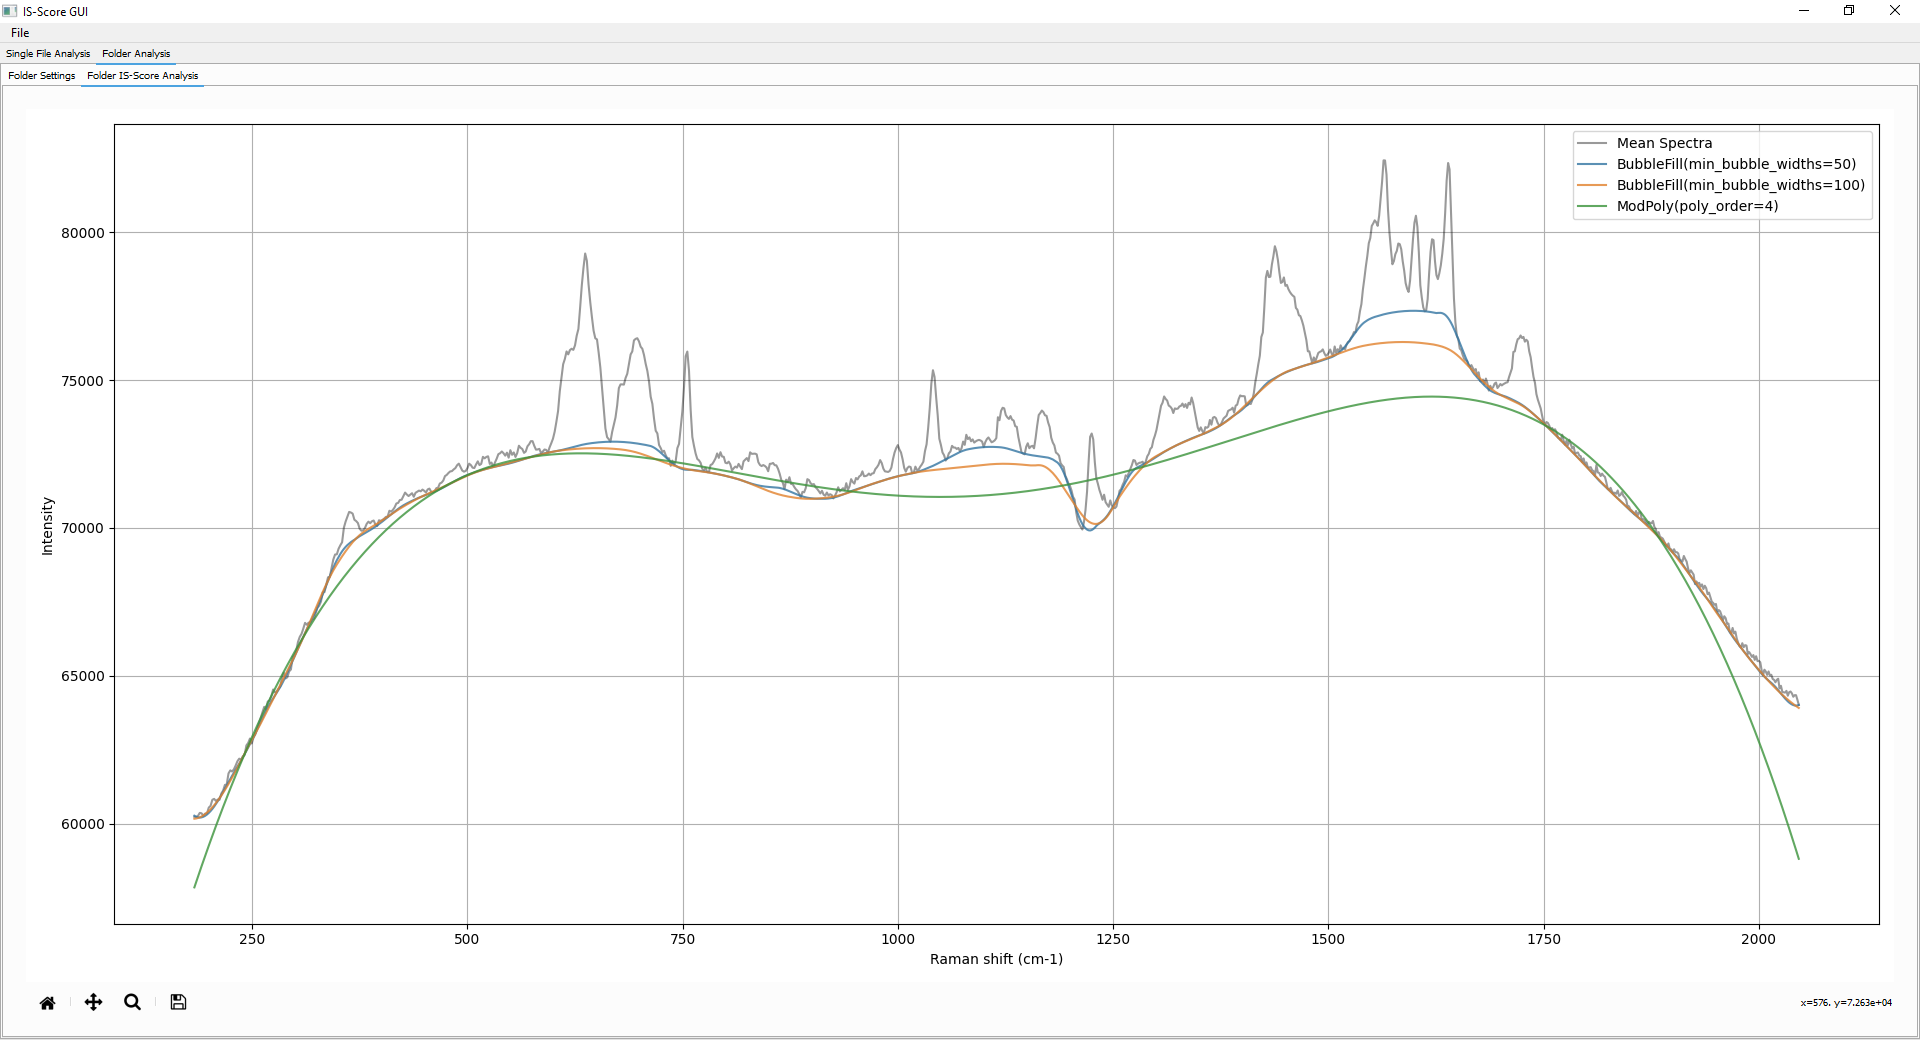 IS-Score GUI
File
Single File Analysis Folder Analysis
Folder Settings Folder IS-Score Analysis
Mean Spectra
BubbleFill(min_bubble_widths=50)
BubbleFill(min_bubble_widths=100)
ModPoly(poly_order=4)
80000
75000
70000
65000
60000
Intensity
250 500 750 1000 1250 1500 1750 2000
Raman shift (cm-1)
x=576. y=7.263e+04